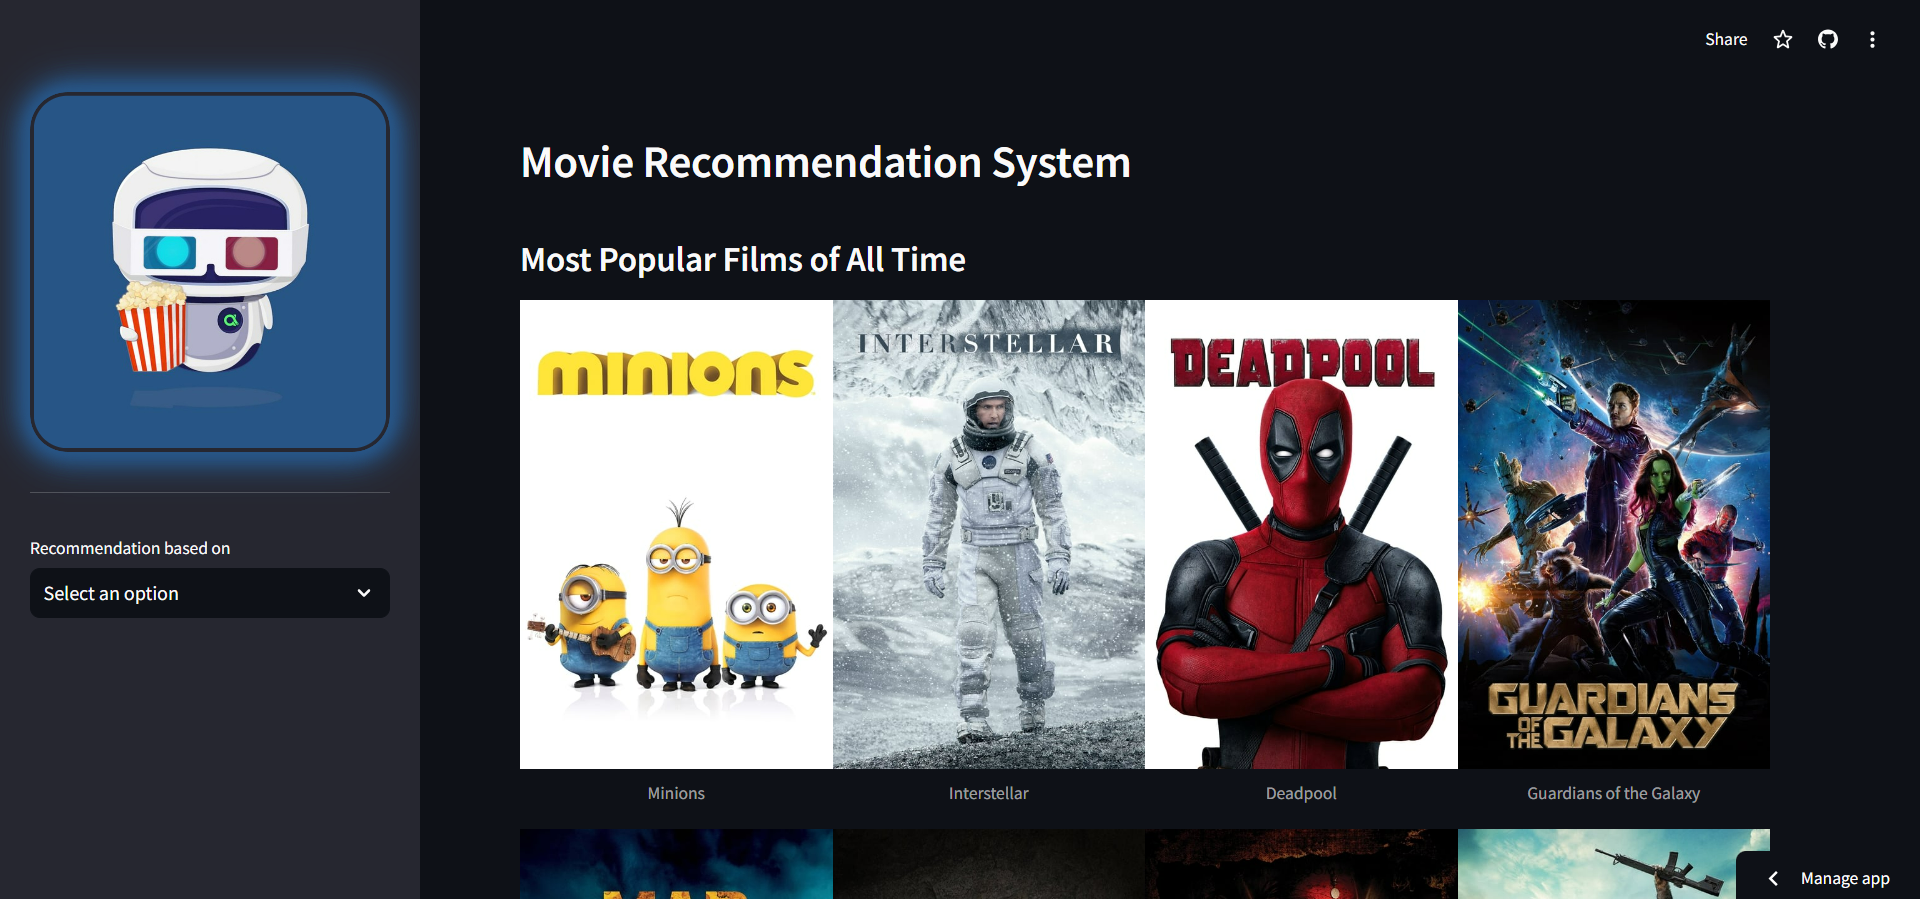 Share
Movie Recommendation System
Most Popular Films of All Time
minions
INTERSTELLAR
DEADPOOL
GUARDIANS
OF THE GALAXY
Minions
Interstellar
Deadpool
Guardians of the Galaxy
Recommendation based on
Select an option
MAD
Manage app